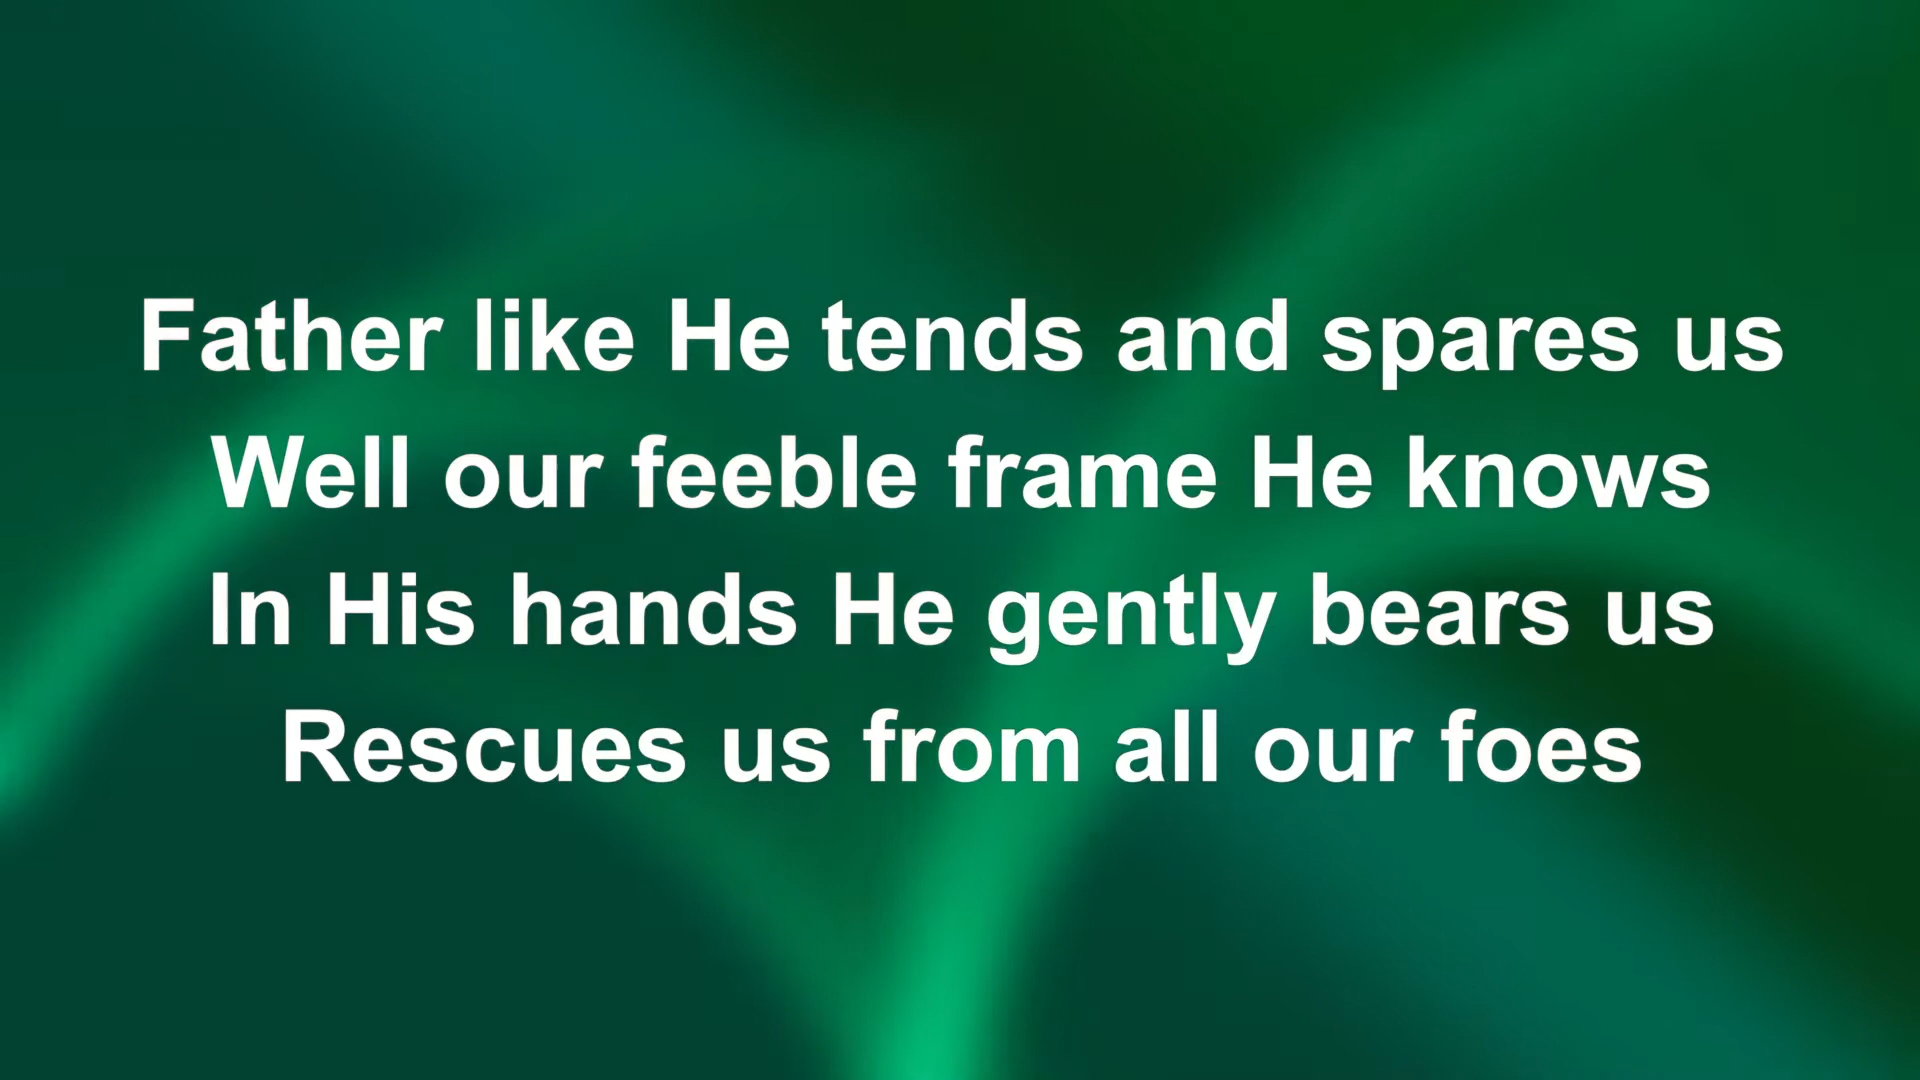 Father like He tends and spares us
Well our feeble frame He knows
In His hands He gently bears us
Rescues us from all our foes